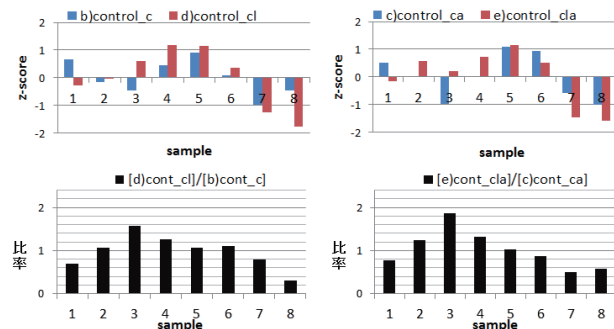 b)control_c d)control_cl
2
1
0
-1
-2
z-score
1 2 3 4 5 6 7 8
sample
c)control_ca e)control_cla
2
1
0
-1
-2
z-score
1 2 3 4 5 6 7 8
sample
[d)cont_cl]/[b)cont_c]
2
1
0
比率
1 2 3 4 5 6 7 8
sample
[e)cont_cla]/[c)cont_ca]
2
1
0
比率
1 2 3 4 5 6 7 8
sample